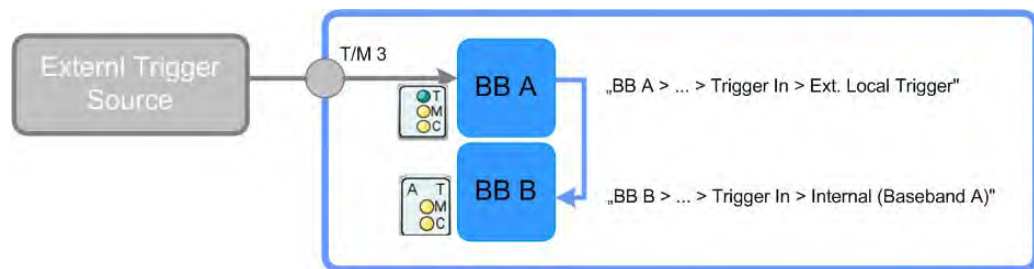 Externl Trigger
Source
T/M 3
T
M
C
BB A
„BB A > ... > Trigger In > Ext. Local Trigger"
A T
M
C
BB B
„BB B > ... > Trigger In > Internal (Baseband A)"